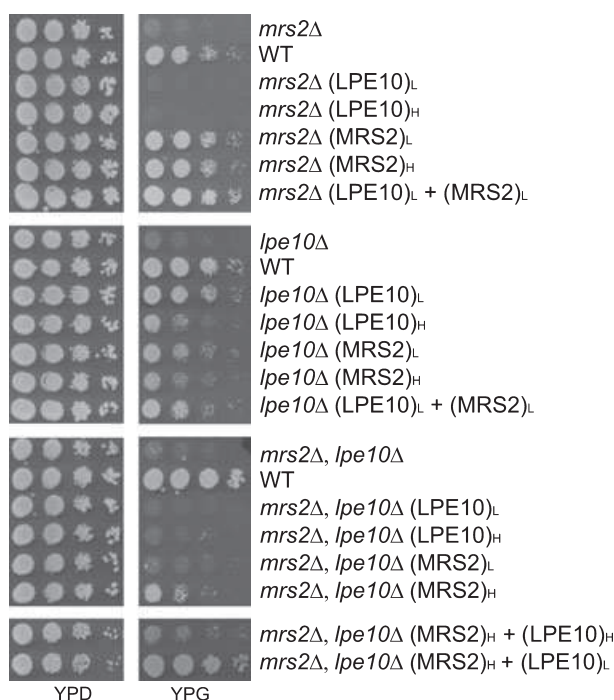 mrs2Δ
WT
mrs2Δ (LPE10)L
mrs2Δ (LPE10)H
mrs2Δ (MRS2)L
mrs2Δ (MRS2)H
mrs2Δ (LPE10)L + (MRS2)L
lpe10Δ
WT
lpe10Δ (LPE10)L
lpe10Δ (LPE10)H
lpe10Δ (MRS2)L
lpe10Δ (MRS2)H
lpe10Δ (LPE10)L + (MRS2)L
mrs2Δ, lpe10Δ
WT
mrs2Δ, lpe10Δ (LPE10)L
mrs2Δ, lpe10Δ (LPE10)H
mrs2Δ, lpe10Δ (MRS2)L
mrs2Δ, lpe10Δ (MRS2)H
mrs2Δ, lpe10Δ (MRS2)H + (LPE10)H
mrs2Δ, lpe10Δ (MRS2)H + (LPE10)L
YPD YPG